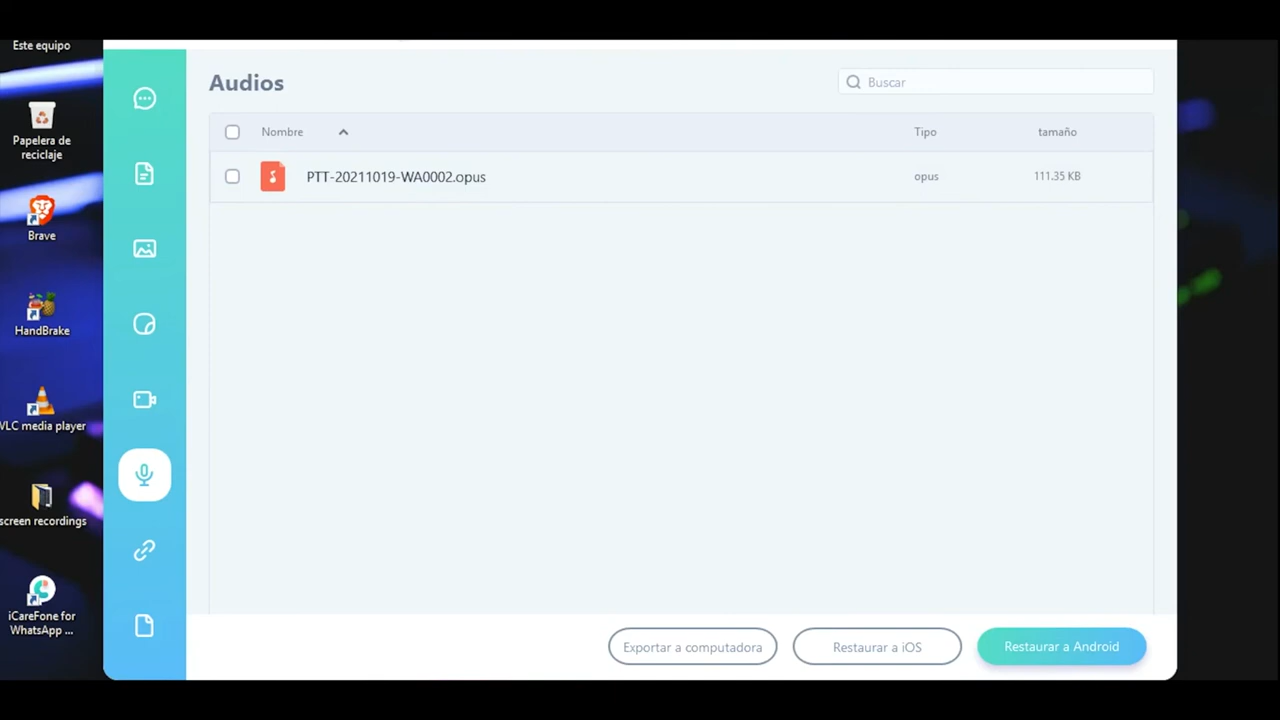 Este equipo
Papelera de
reciclaje
Brave
HandBrake
VLC media player
screen recordings
iCareFone for
WhatsApp ...
Audios
Buscar
Nombre
Tipo
tamaño
PTT-20211019-WA0002.opus
opus
111.35 KB
Exportar a computadora
Restaurar a iOS
Restaurar a Android